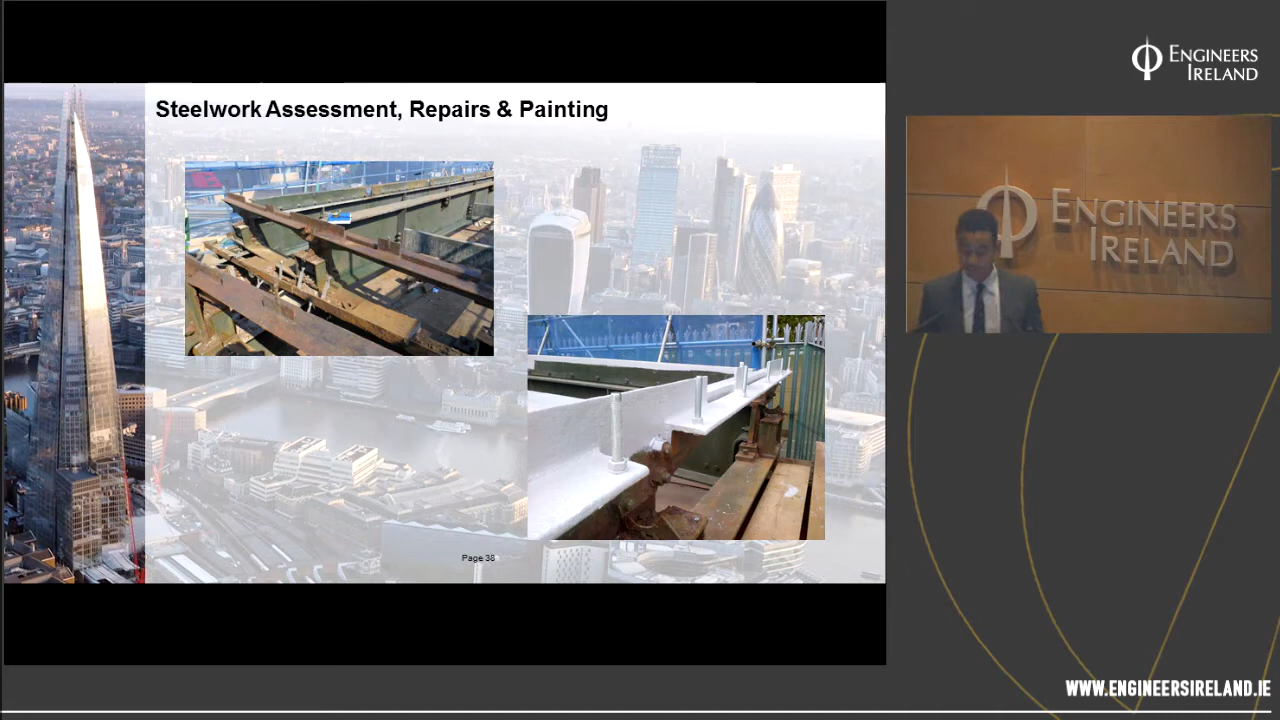 Steelwork Assessment, Repairs & Painting
Page 38
ENGINEERS
IRELAND
ENGINEERS
IRELAND
WWW.ENGINEERSIRELAND.IE